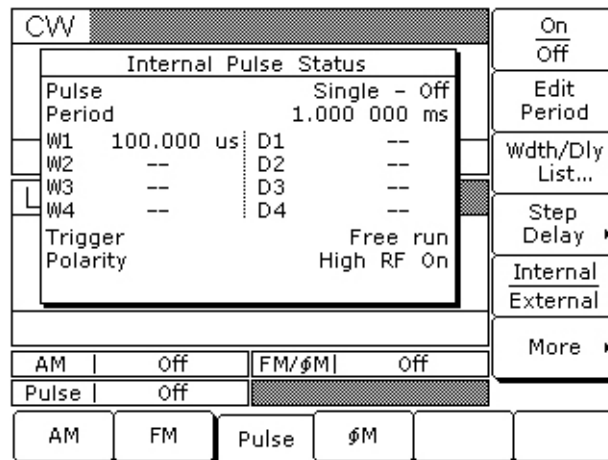 CW
Internal Pulse Status
Pulse Single - Off
Period 1.000 000 ms
W1 100.000 us D1 --
W2 -- D2 --
W3 -- D3 --
W4 -- D4 --
Trigger Free run
Polarity High RF On
L
AM | Off FM/ϕM| Off
Pulse | Off
On
Off
Edit
Period
Wdth/Dly
List...
Step
Delay
Internal
External
More
AM FM Pulse ϕM